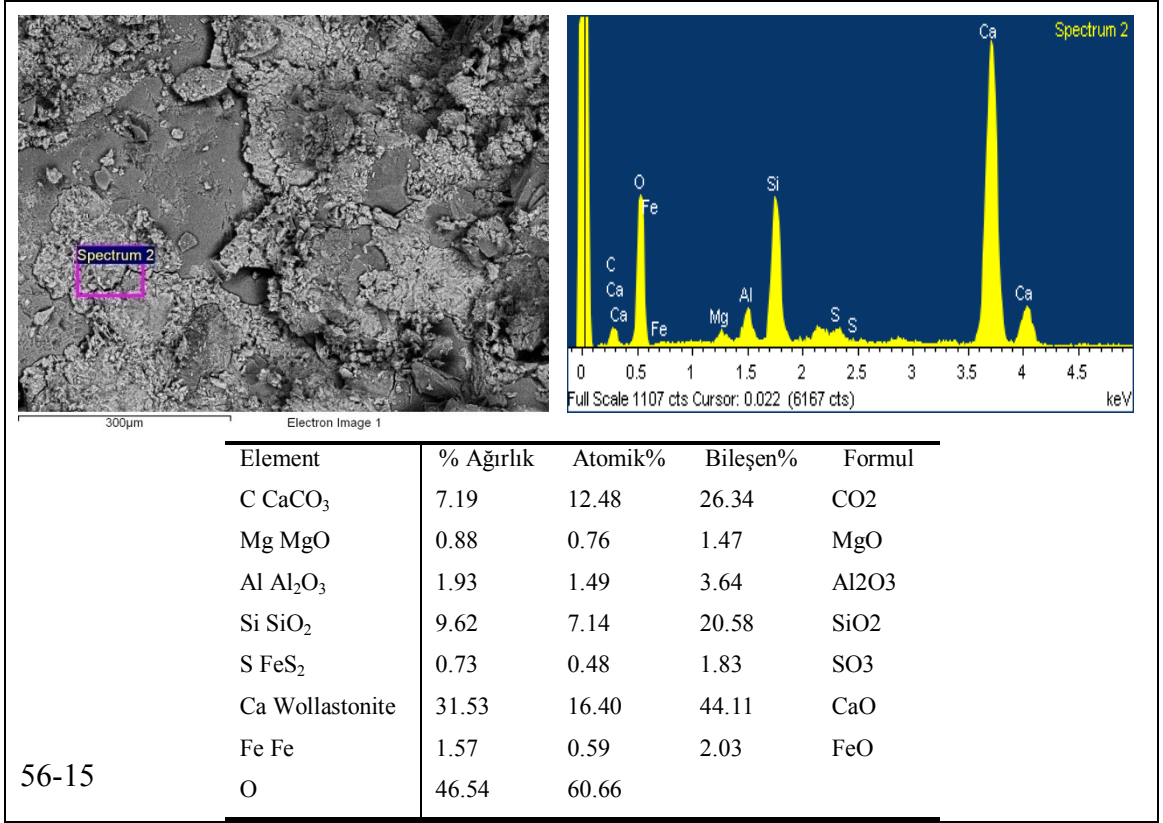 Spectrum 2
300µm Electron Image 1
Spectrum 2
Ca
O
Fe
Si
C
Ca
Ca
Fe
Mg
Al
S
S
Ca
0 0.5 1 1.5 2 2.5 3 3.5 4 4.5
Full Scale 1107 cts Cursor: 0.022 (6167 cts) keV
Element % Ağırlık Atomik% Bileşen% Formul
C CaCO₃ 7.19 12.48 26.34 CO2
Mg MgO 0.88 0.76 1.47 MgO
Al Al₂O₃ 1.93 1.49 3.64 Al2O3
Si SiO₂ 9.62 7.14 20.58 SiO2
S FeS₂ 0.73 0.48 1.83 SO3
Ca Wollastonite 31.53 16.40 44.11 CaO
Fe Fe 1.57 0.59 2.03 FeO
O 46.54 60.66
56-15